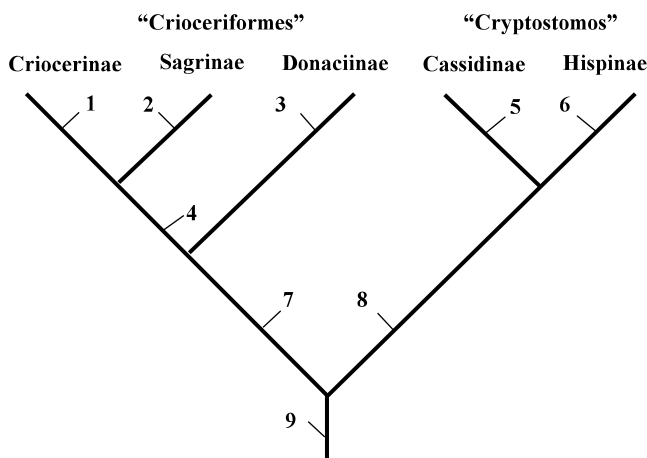 “Crioceriformes” “Cryptostomos”
Criocerinae Sagrinae Donaciinae Cassidinae Hispinae
1 2 3 5 6
4
7 8
9